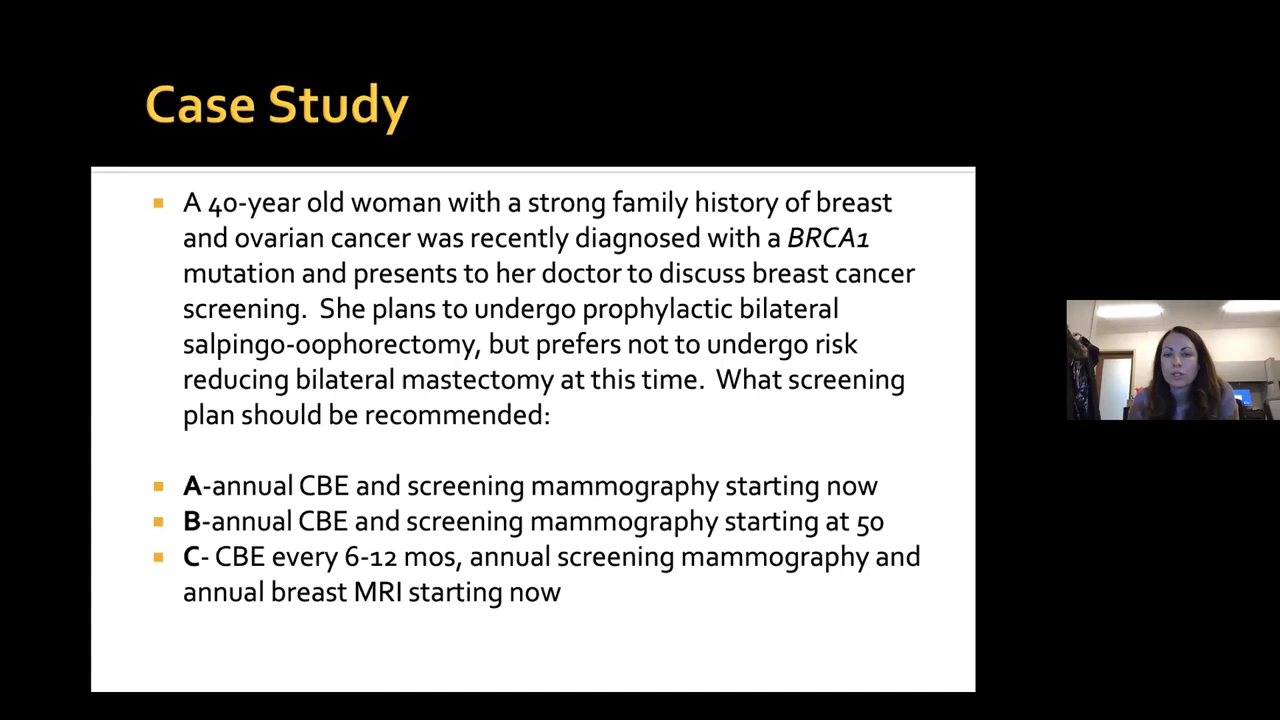 Case Study
A 40-year old woman with a strong family history of breast
and ovarian cancer was recently diagnosed with a BRCA1
mutation and presents to her doctor to discuss breast cancer
screening.  She plans to undergo prophylactic bilateral
salpingo-oophorectomy, but prefers not to undergo risk
reducing bilateral mastectomy at this time.  What screening
plan should be recommended:
A-annual CBE and screening mammography starting now
B-annual CBE and screening mammography starting at 50
C- CBE every 6-12 mos, annual screening mammography and
annual breast MRI starting now